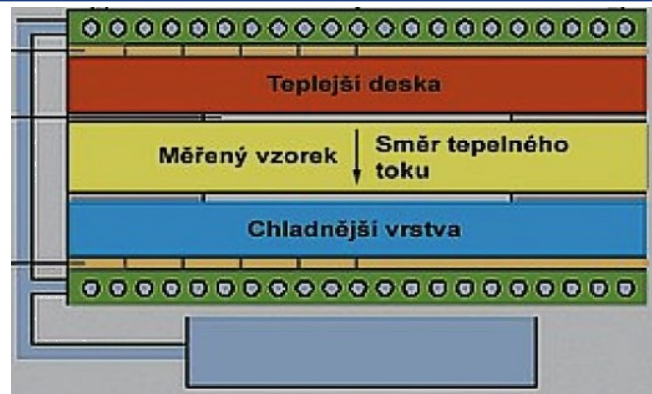 Teplejší deska
Měřený vzorek
Směr tepelného
toku
Chladnější vrstva